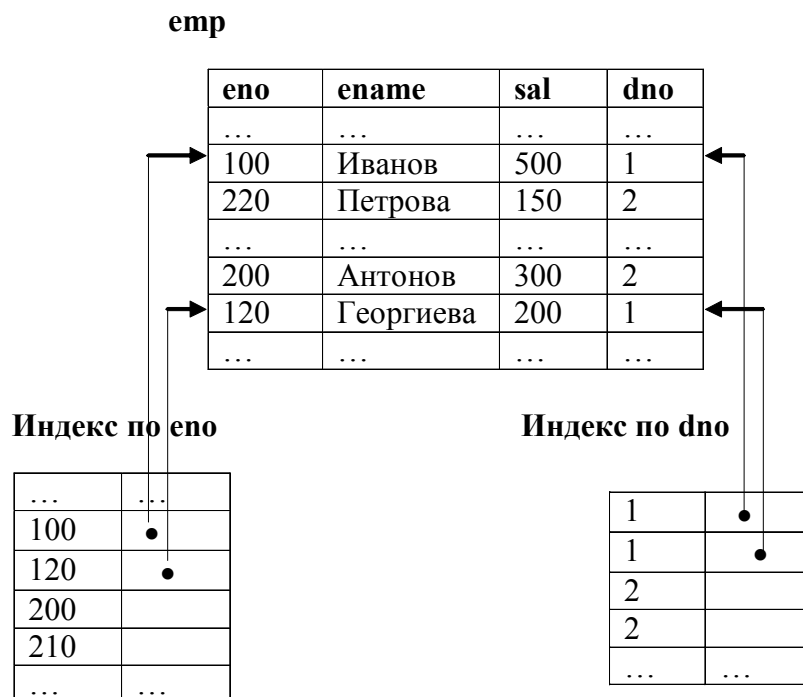 emp
eno ename sal dno
… … … …
100 Иванов 500 1
220 Петрова 150 2
… … … …
200 Антонов 300 2
120 Георгиева 200 1
… … … …
Индекс по eno
… …
100
120
200
210
… …
Индекс по dno
1
1
2
2
… …